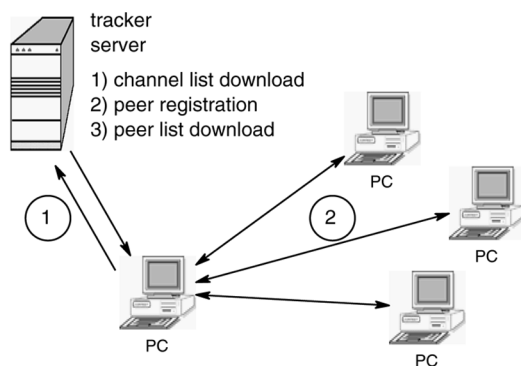 tracker
server
1) channel list download
2) peer registration
3) peer list download
PC
1
2
PC
PC
PC